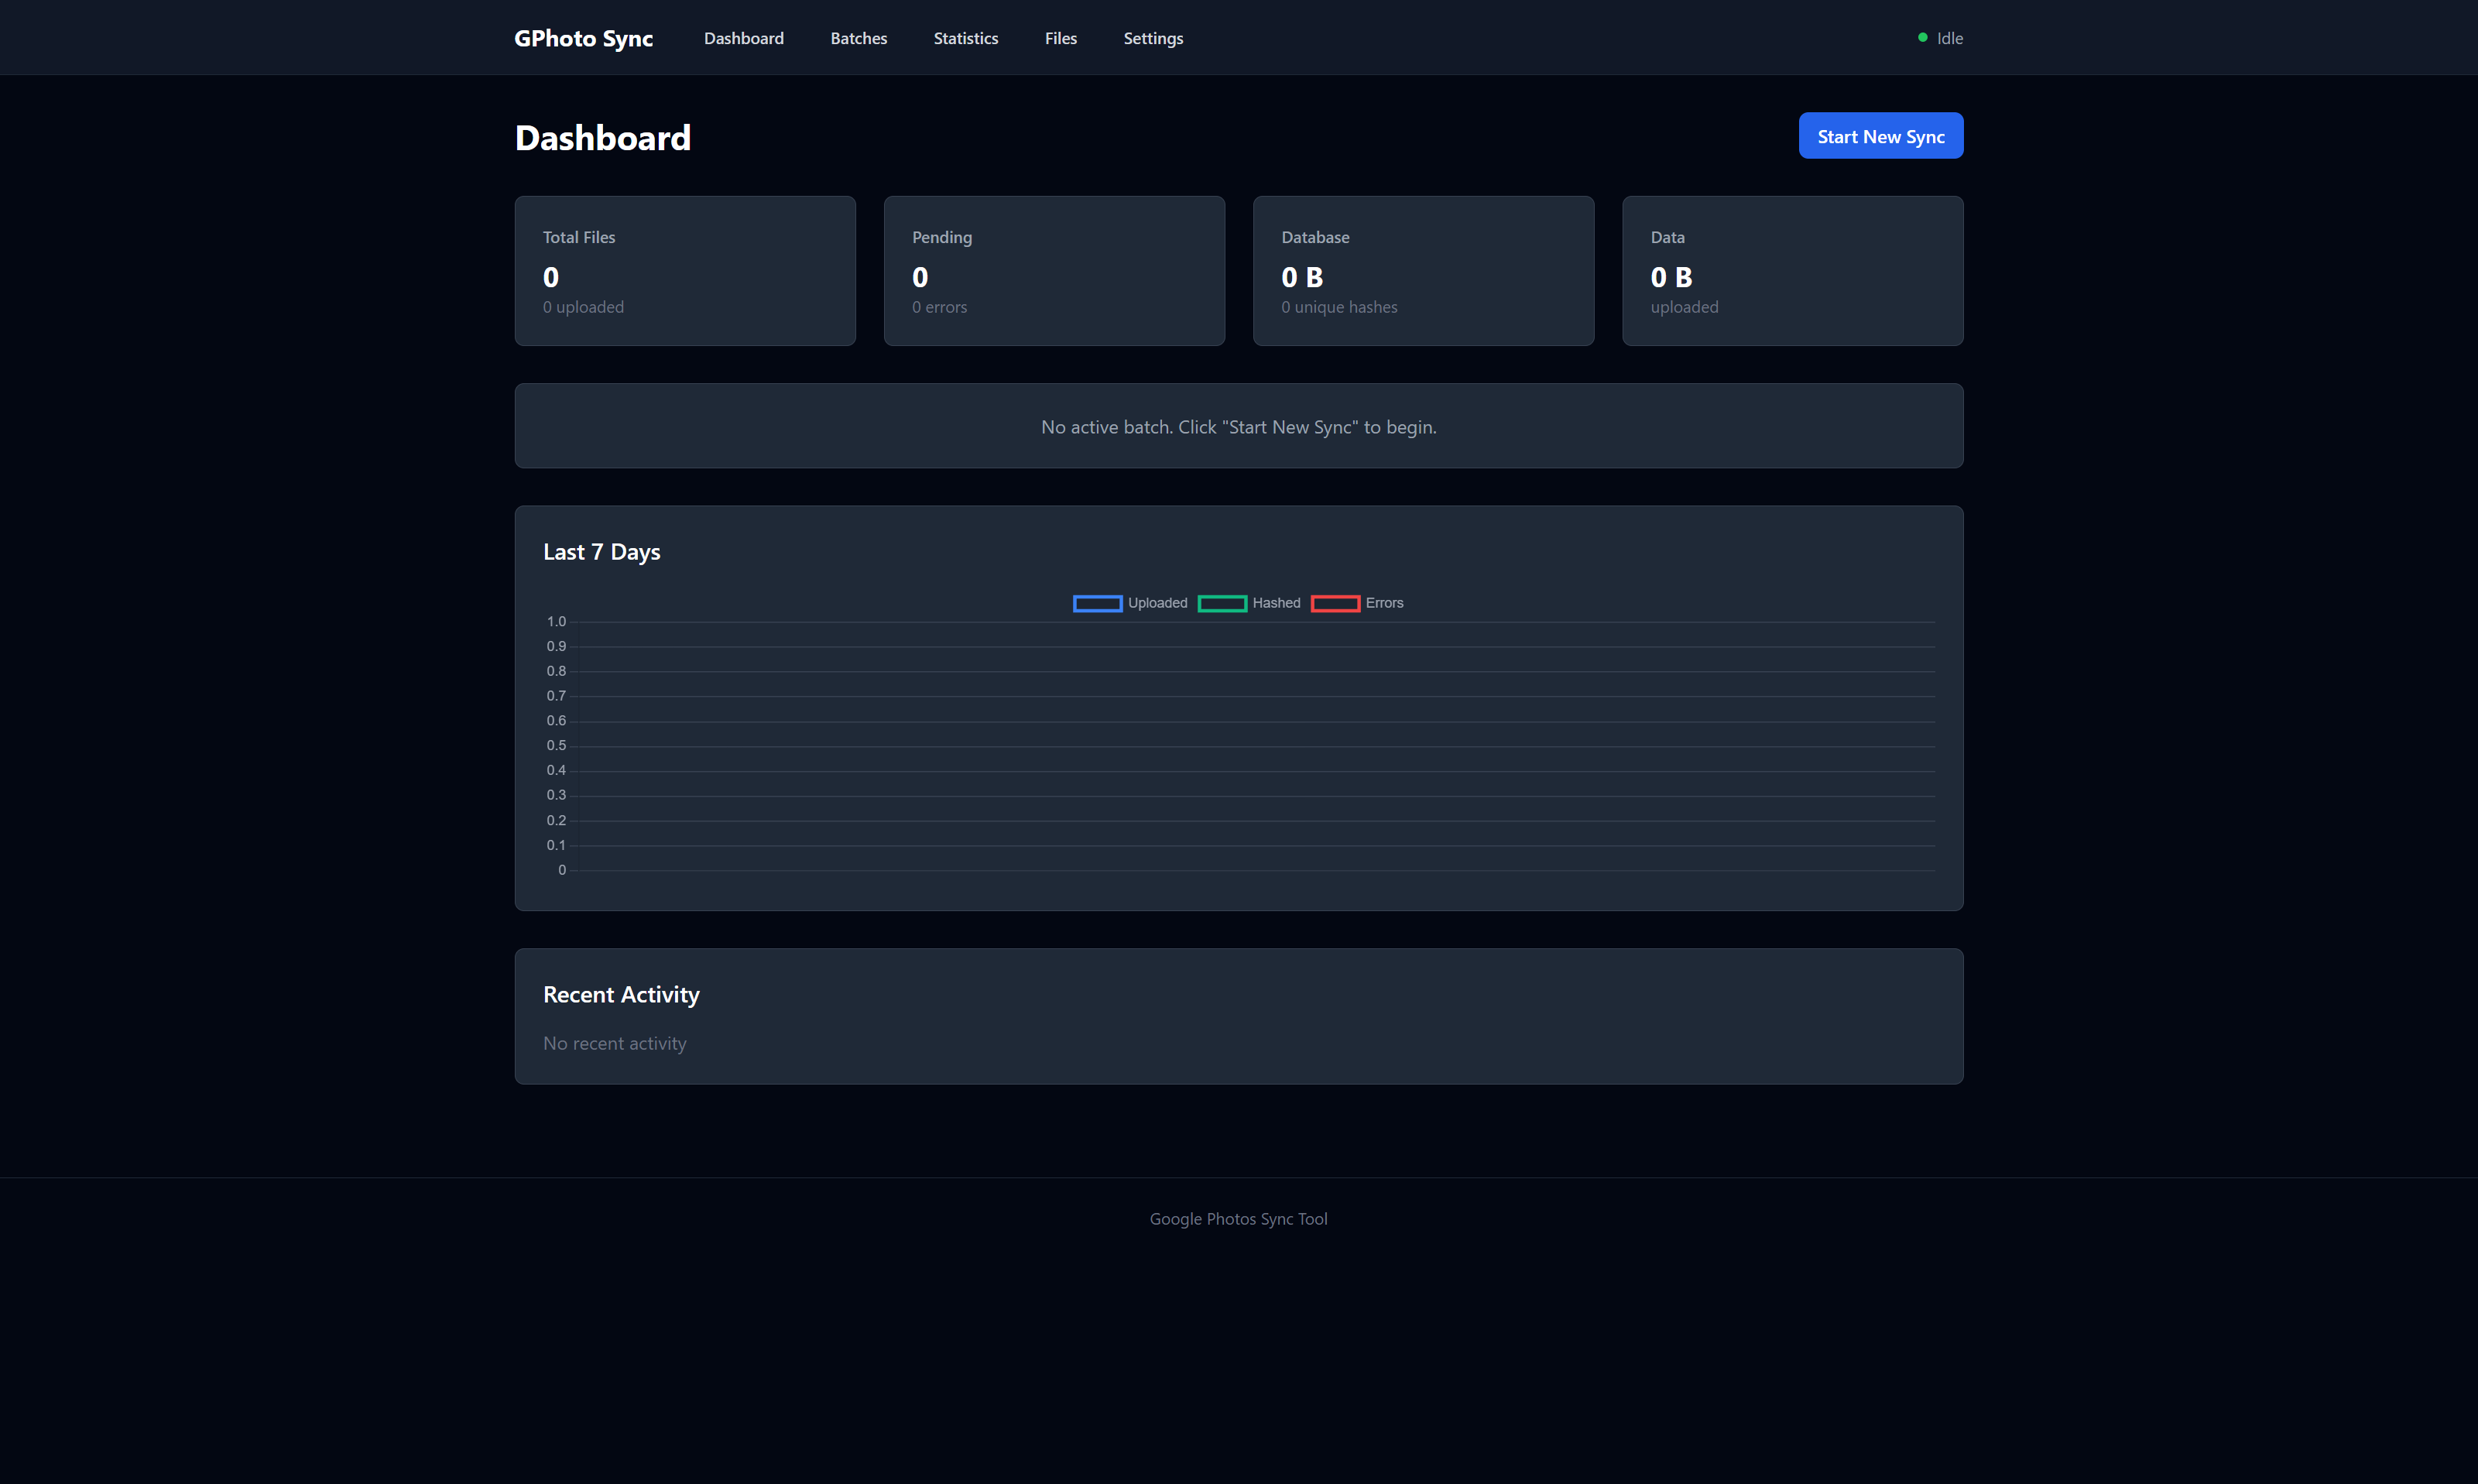 GPhoto Sync Dashboard Batches Statistics Files Settings Idle
Dashboard Start New Sync
Total Files
0
0 uploaded
Pending
0
0 errors
Database
0 B
0 unique hashes
Data
0 B
uploaded
No active batch. Click "Start New Sync" to begin.
Last 7 Days
Uploaded Hashed Errors
1.0
0.9
0.8
0.7
0.6
0.5
0.4
0.3
0.2
0.1
0
Recent Activity
No recent activity
Google Photos Sync Tool